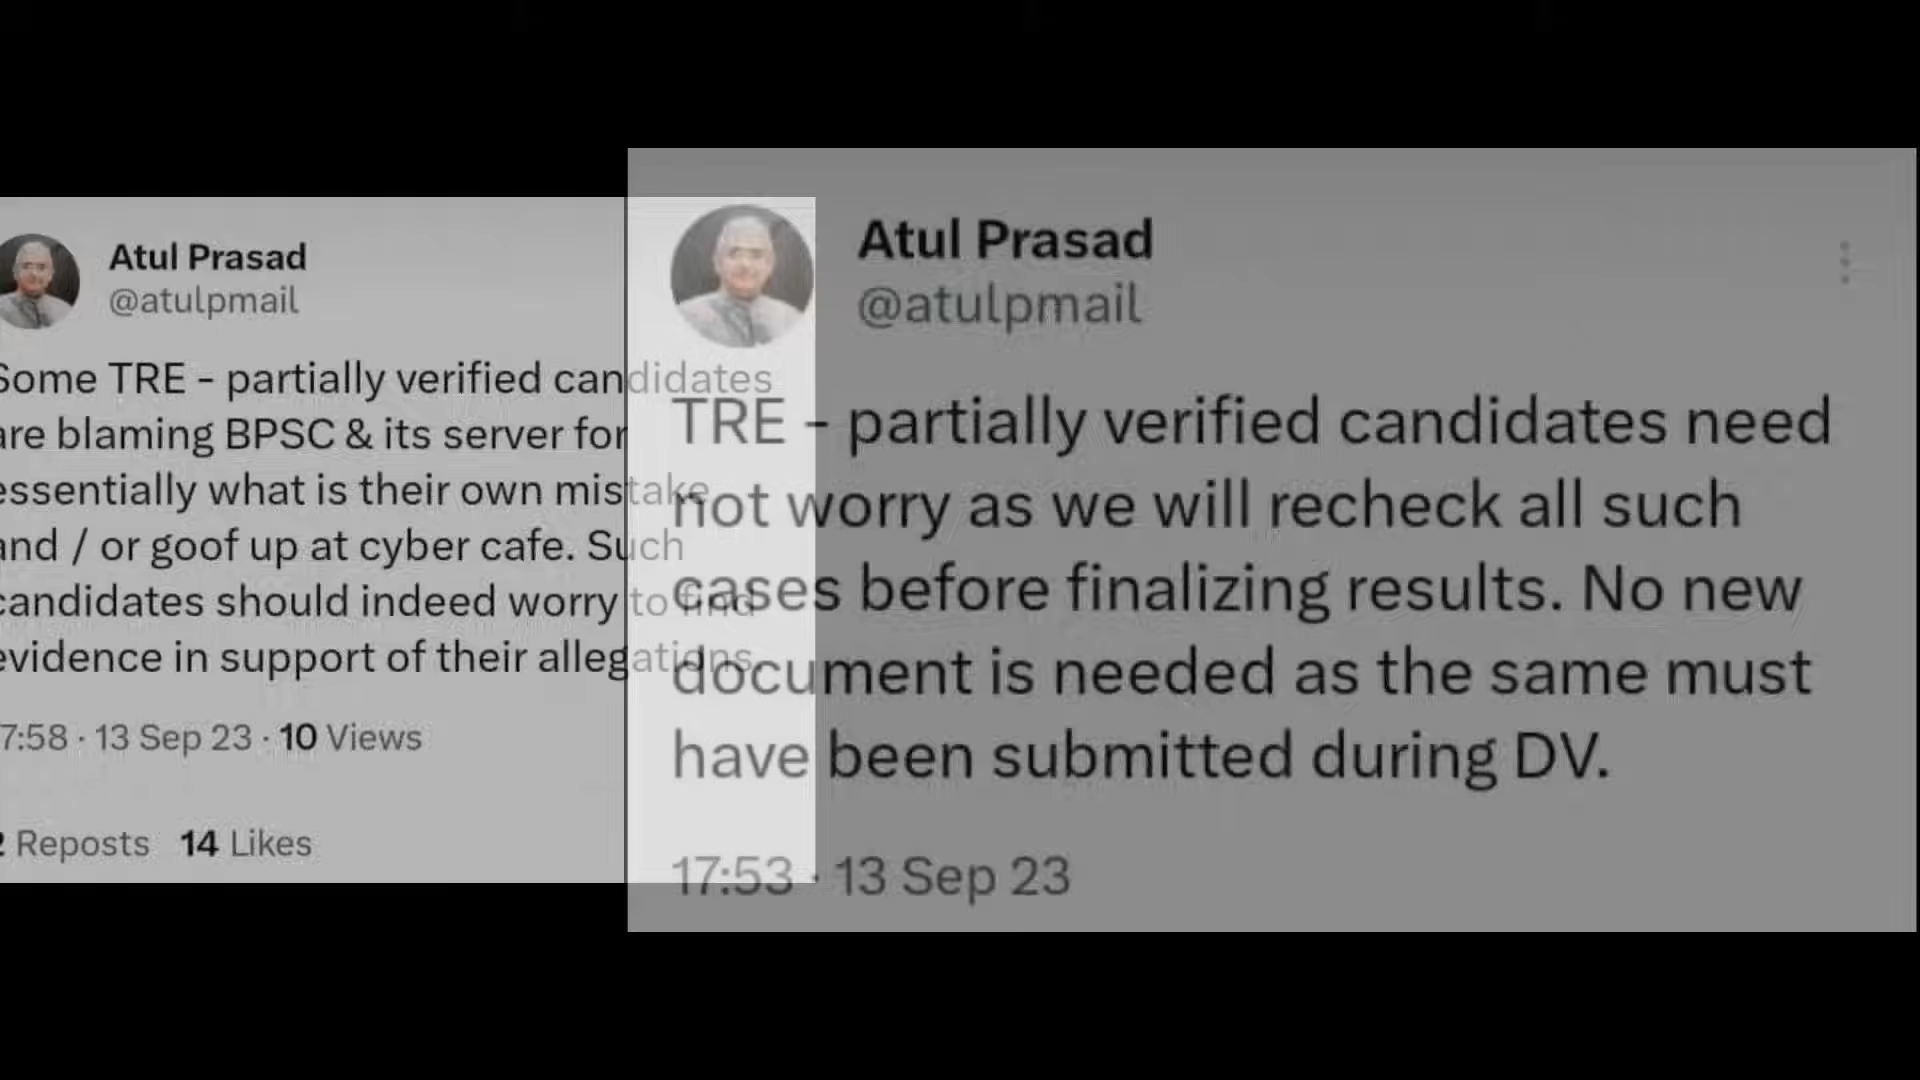 Atul Prasad
@atulpmail
Some TRE - partially verified candidates
are blaming BPSC & its server for
essentially what is their own mistake
and / or goof up at cyber cafe. Such
candidates should indeed worry to find
evidence in support of their allegations.
7:58 · 13 Sep 23 · 10 Views
2 Reposts 14 Likes
Atul Prasad
@atulpmail
TRE - partially verified candidates need
not worry as we will recheck all such
cases before finalizing results. No new
document is needed as the same must
have been submitted during DV.
17:53 · 13 Sep 23